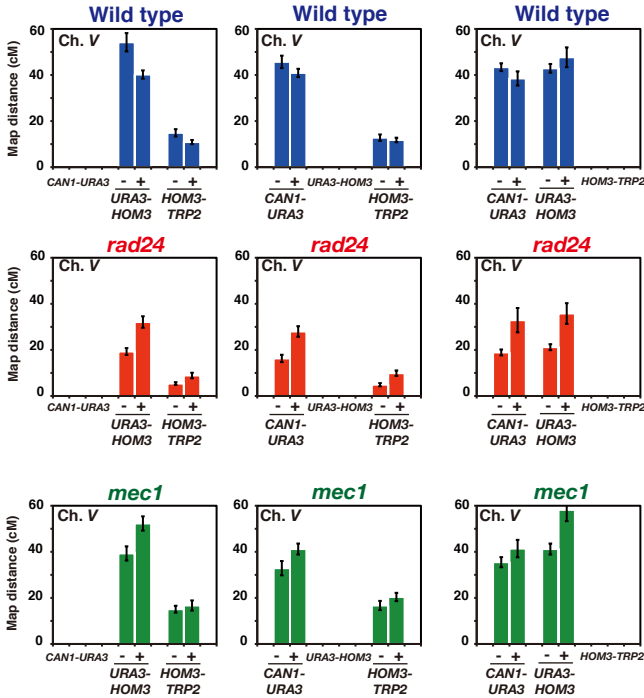 Wild type Wild type Wild type
Map distance (cM)
60 Ch. V 60 Ch. V 60 Ch. V
40 40 40
20 20 20
0 0 0
CAN1-URA3 - + - + - + URA3-HOM3 - + - + - + HOM3-TRP2
URA3- HOM3- CAN1- HOM3- CAN1- URA3-
HOM3 TRP2 URA3 TRP2 URA3 HOM3
rad24 rad24 rad24
Map distance (cM)
60 Ch. V 60 Ch. V 60 Ch. V
40 40 40
20 20 20
0 0 0
CAN1-URA3 - + - + - + URA3-HOM3 - + - + - + HOM3-TRP2
URA3- HOM3- CAN1- HOM3- CAN1- URA3-
HOM3 TRP2 URA3 TRP2 URA3 HOM3
mec1 mec1 mec1
Map distance (cM)
60 Ch. V 60 Ch. V 60 Ch. V
40 40 40
20 20 20
0 0 0
CAN1-URA3 - + - + - + URA3-HOM3 - + - + - + HOM3-TRP2
URA3- HOM3- CAN1- HOM3- CAN1- URA3-
HOM3 TRP2 URA3 TRP2 URA3 HOM3